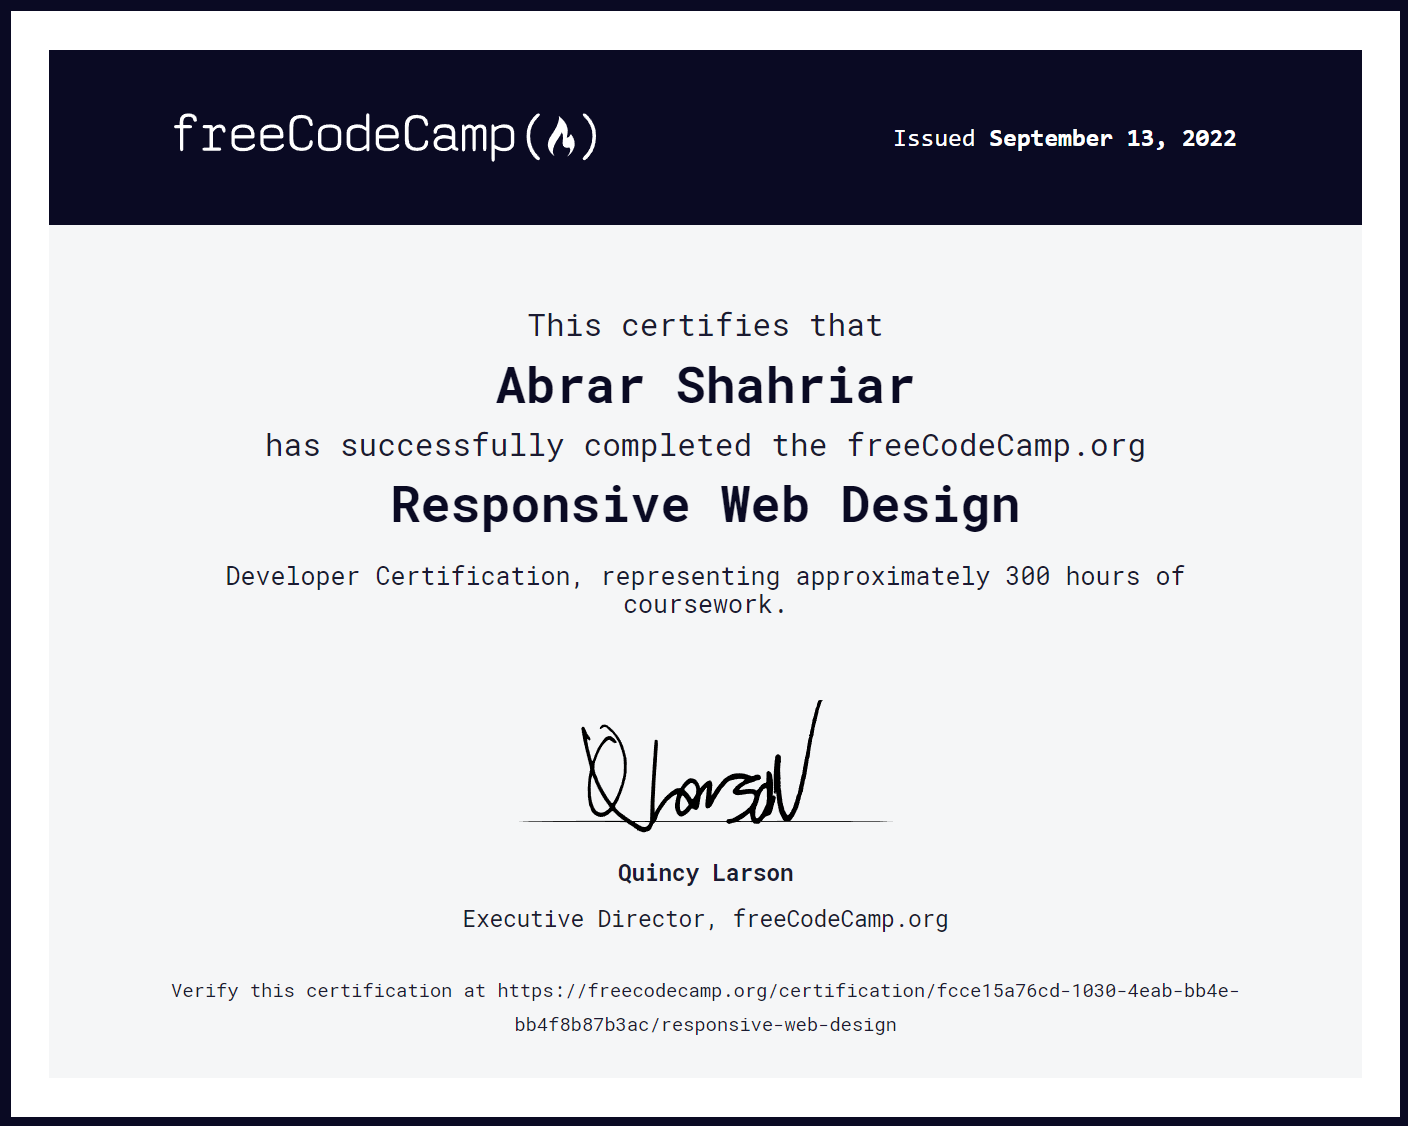 freeCodeCamp
Issued September 13, 2022
This certifies that
Abrar Shahriar
has successfully completed the freeCodeCamp.org
Responsive Web Design
Developer Certification, representing approximately 300 hours of
coursework.
Q Larson
Quincy Larson
Executive Director, freeCodeCamp.org
Verify this certification at https://freecodecamp.org/certification/fcce15a76cd-1030-4eab-bb4e-
bb4f8b87b3ac/responsive-web-design